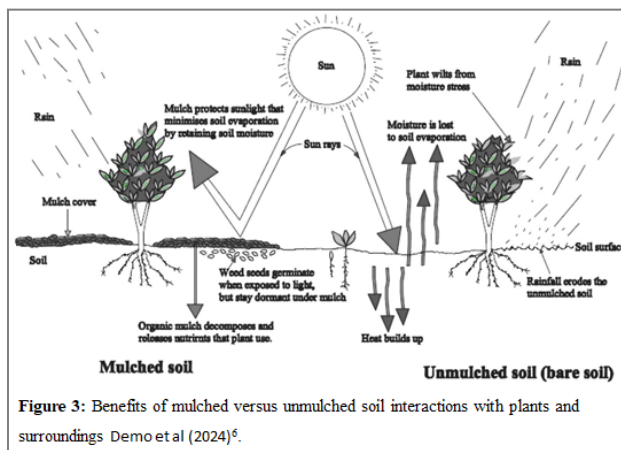 Rain
Mulch protects sunlight that
minimises soil evaporation
by retaining soil moisture
Sun
Sun rays
Plant wilts from
moisture stress
Moisture is lost
to soil evaporation
Rain
Mulch cover
Soil
Weed seeds germinate
when exposed to light,
but stay dormant under mulch
Soil surface
Rainfall erodes the
unmulched soil
Organic mulch decomposes and
releases nutrirnts that plant use.
Heat builds up
Mulched soil
Unmulched soil (bare soil)
Figure 3: Benefits of mulched versus unmulched soil interactions with plants and
surroundings Demo et al (2024)⁶.